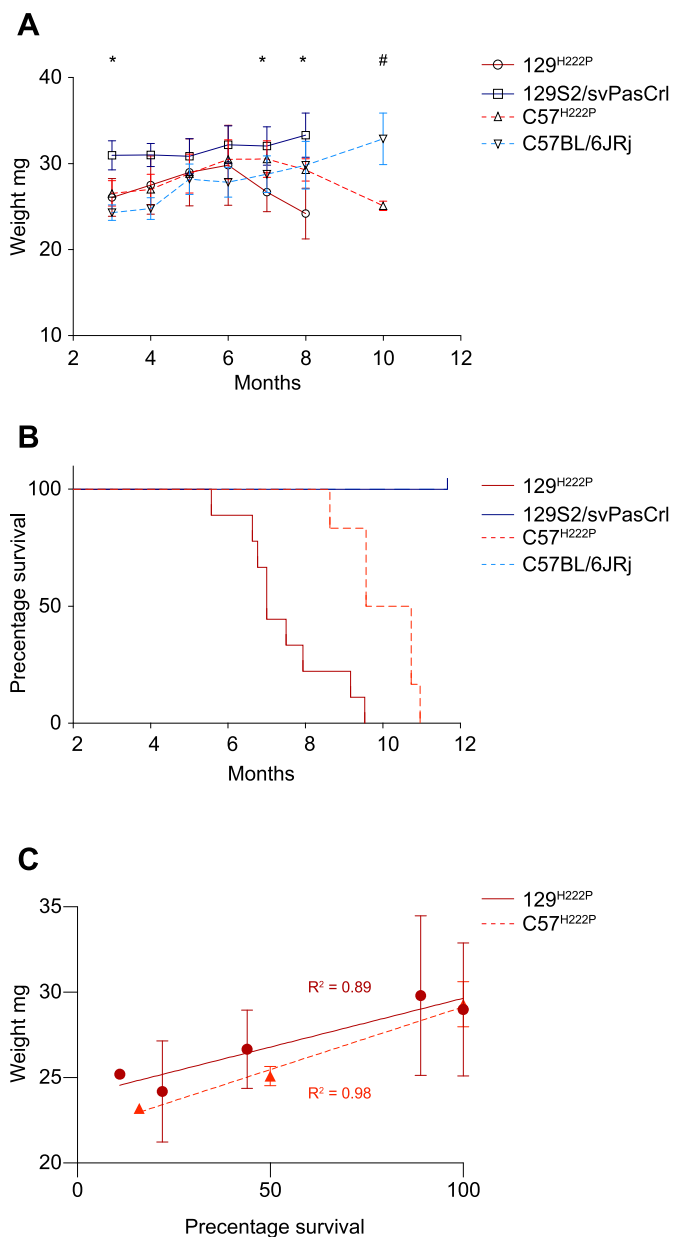 A
* * * #
40
30
20
10
2 4 6 8 10 12
Weight mg
Months
129H222P
129S2/svPasCrl
C57H222P
C57BL/6JRj
B
100
50
0
2 4 6 8 10 12
Precentage survival
Months
129H222P
129S2/svPasCrl
C57H222P
C57BL/6JRj
C
35
30
25
20
0 50 100
Weight mg
Precentage survival
R² = 0.89
R² = 0.98
129H222P
C57H222P